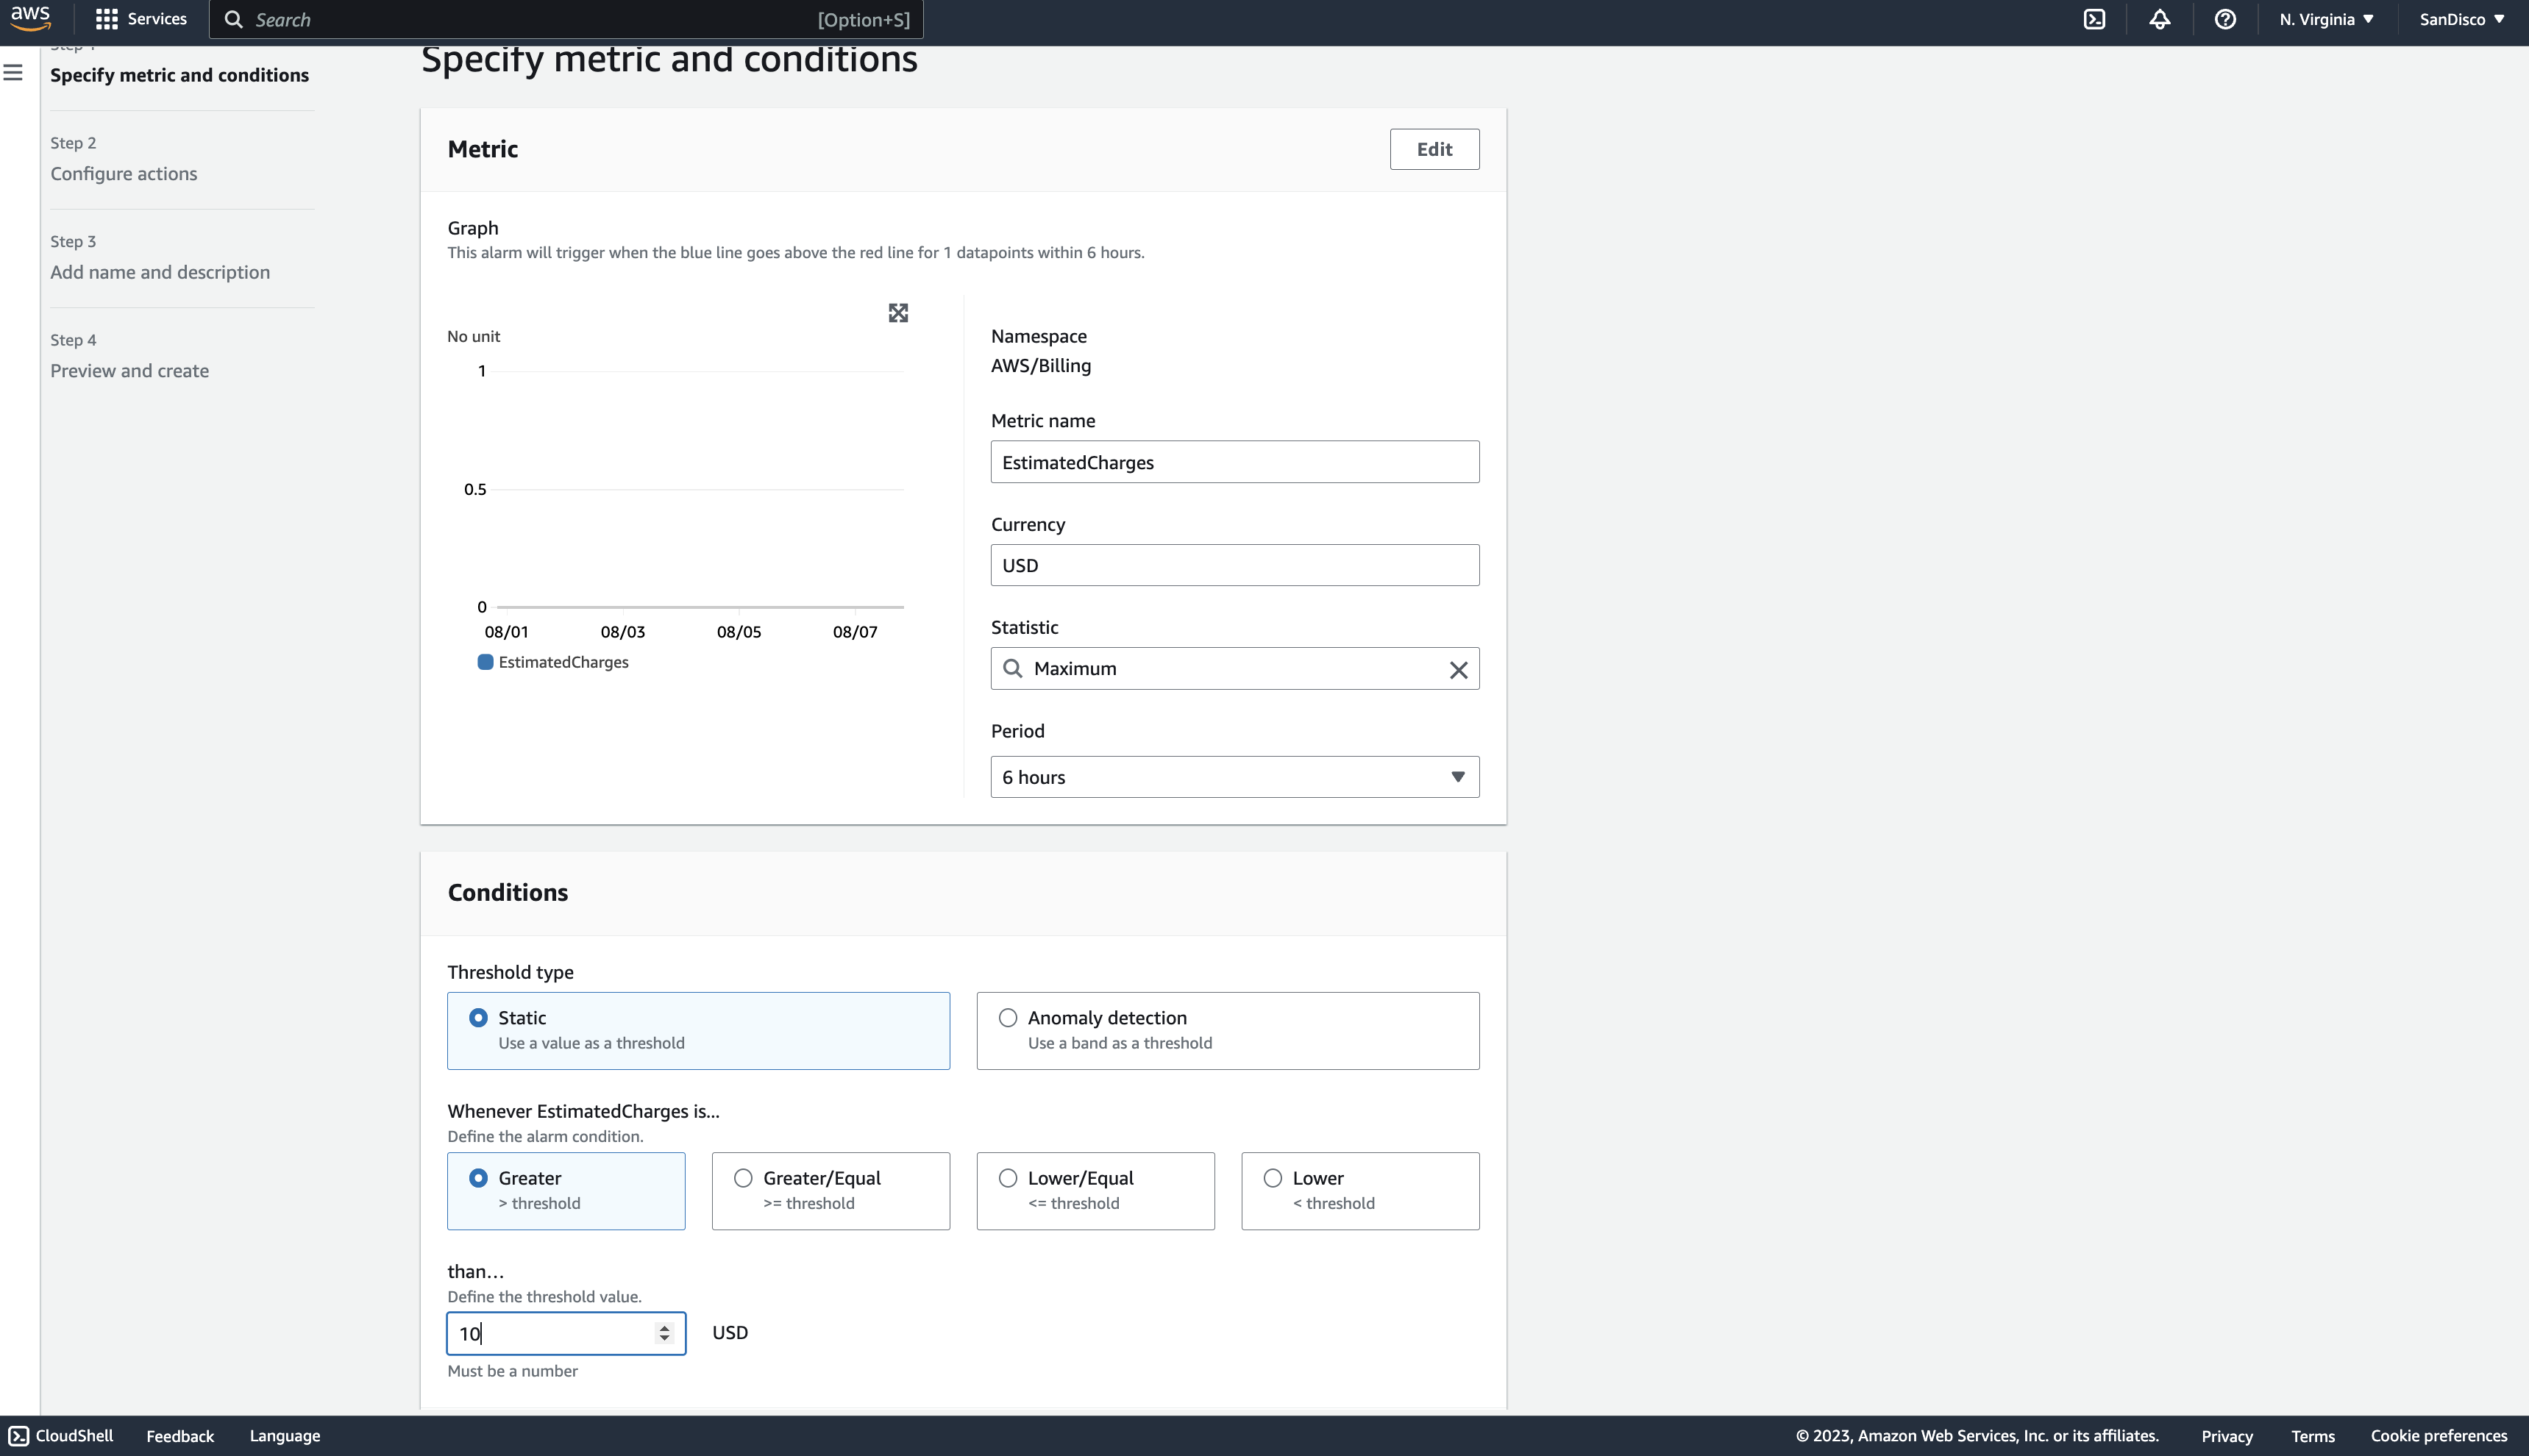 aws
Services
Search
[Option+S]
N. Virginia
SanDisco
Specify metric and conditions
Step 2
Configure actions
Step 3
Add name and description
Step 4
Preview and create
Specify metric and conditions
Metric
Edit
Graph
This alarm will trigger when the blue line goes above the red line for 1 datapoints within 6 hours.
No unit
1
0.5
0
08/01 08/03 08/05 08/07
EstimatedCharges
Namespace
AWS/Billing
Metric name
EstimatedCharges
Currency
USD
Statistic
Maximum
Period
6 hours
Conditions
Threshold type
Static
Use a value as a threshold
Anomaly detection
Use a band as a threshold
Whenever EstimatedCharges is...
Define the alarm condition.
Greater
> threshold
Greater/Equal
>= threshold
Lower/Equal
<= threshold
Lower
< threshold
than…
Define the threshold value.
10
USD
Must be a number
CloudShell
Feedback
Language
© 2023, Amazon Web Services, Inc. or its affiliates.
Privacy
Terms
Cookie preferences